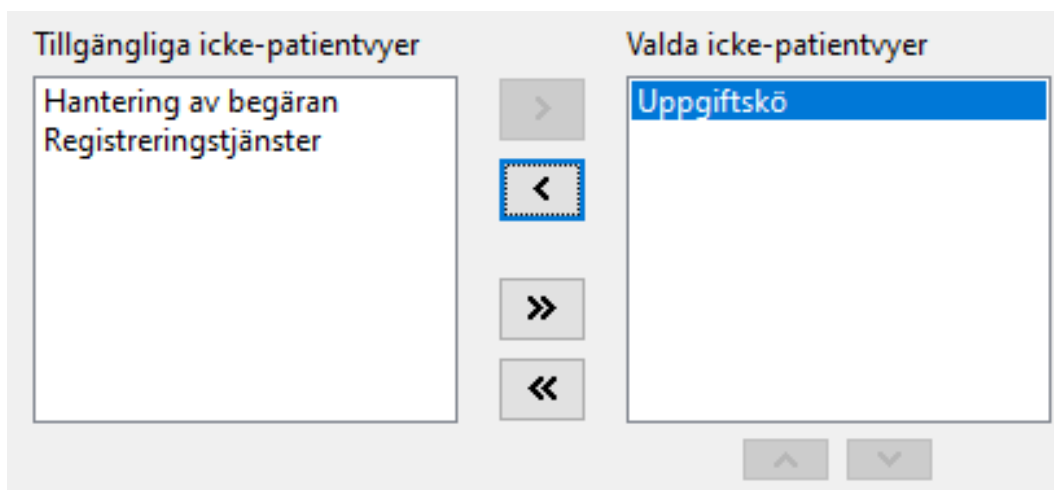 Tillgängliga icke-patientvyer
Hantering av begäran
Registreringstjänster
>
<
»
«
Valda icke-patientvyer
Uppgiftskö